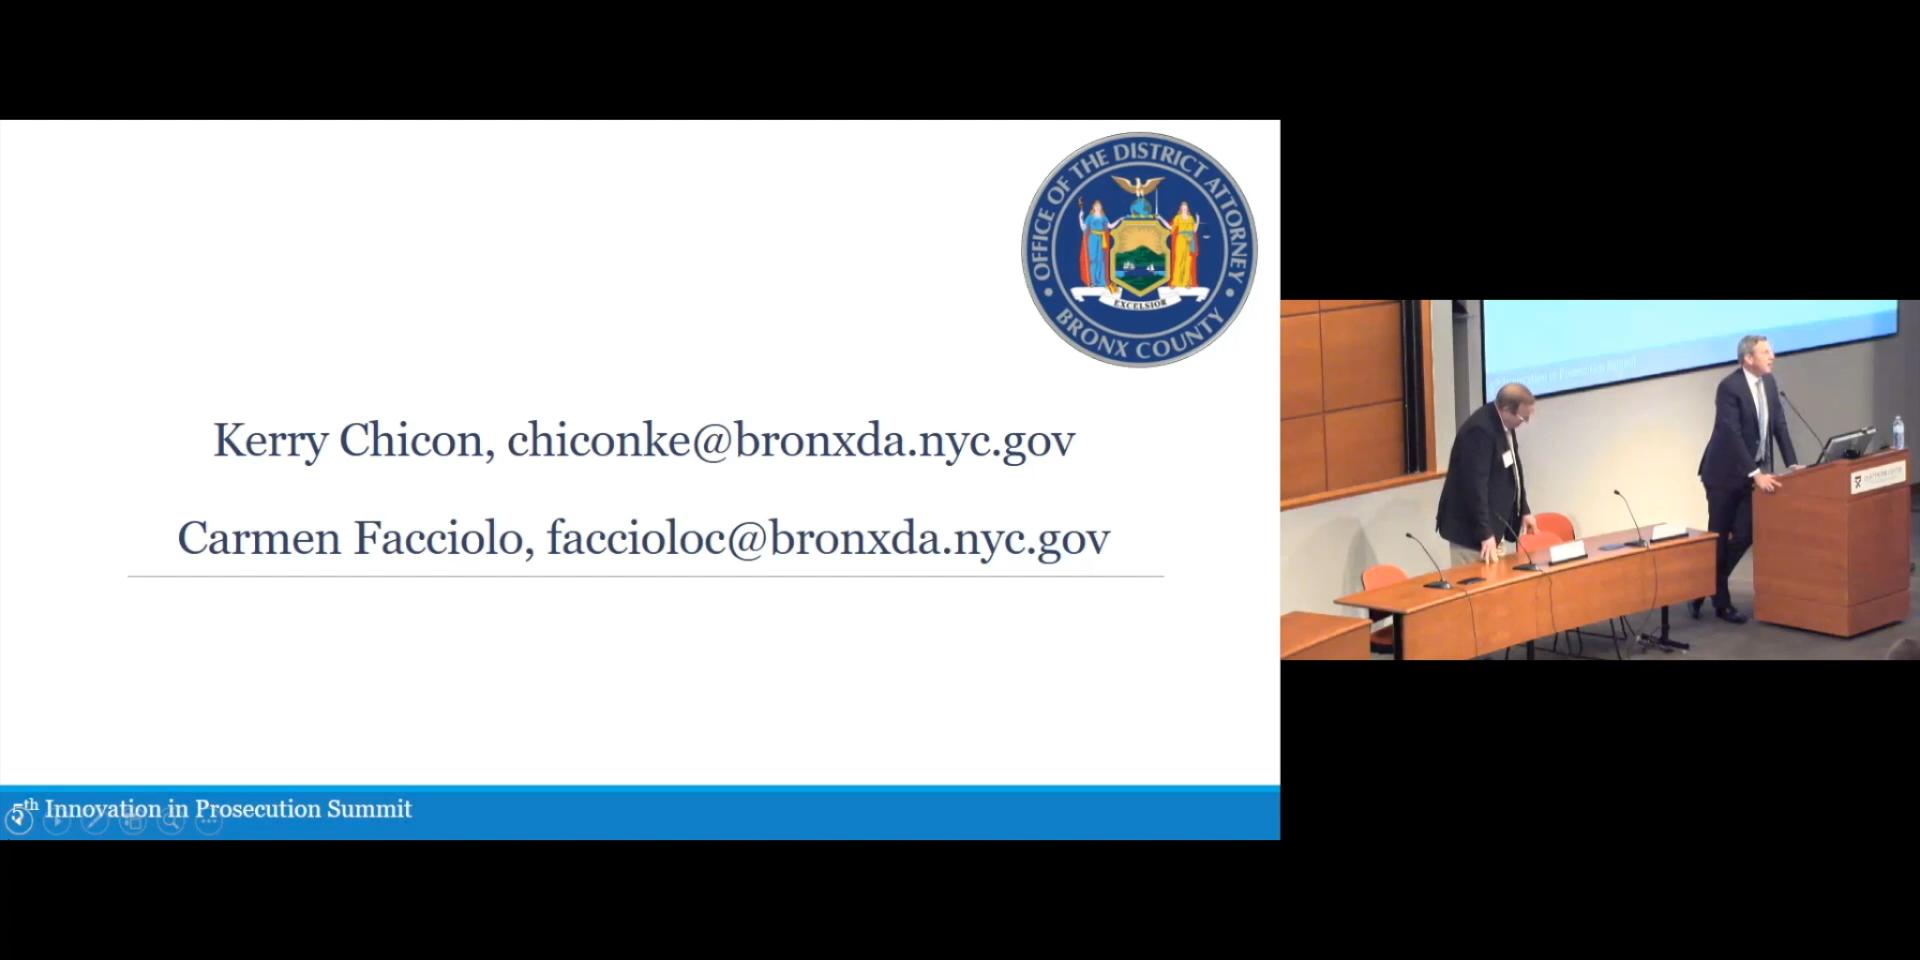 OFFICE OF THE DISTRICT ATTORNEY
EXCELSIOR
BRONX COUNTY
Kerry Chicon, chiconke@bronxda.nyc.gov
Carmen Facciolo, faccioloc@bronxda.nyc.gov
5th Innovation in Prosecution Summit